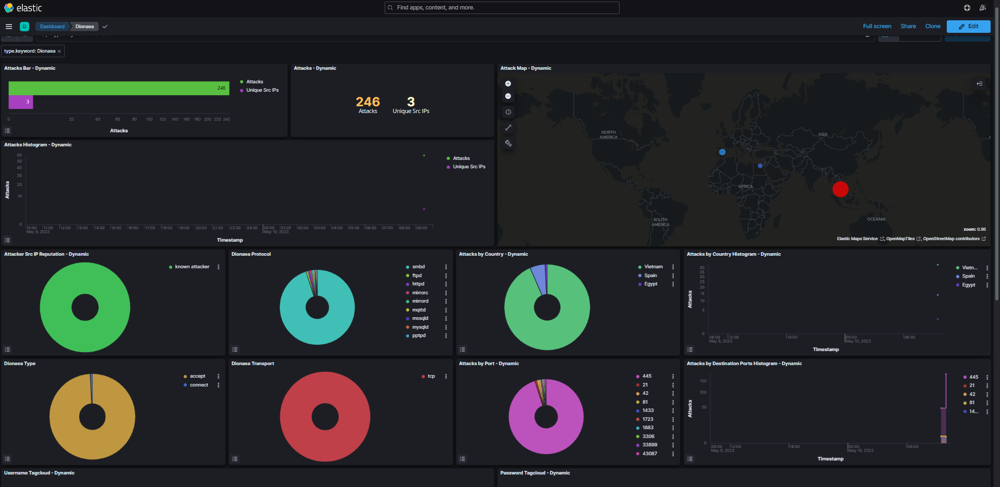 elastic
Find apps, content, and more.
D
Dashboard
Dionaea
Full screen
Share
Clone
Edit
type.keyword: Dionaea
Attacks Bar - Dynamic
246
3
Attacks
Unique Src IPs
0 20 40 60 80 100 120 140 160 180 200 220 240
Attacks
Attacks - Dynamic
246
Attacks
3
Unique Src IPs
Attack Map - Dynamic
NORTH
AMERICA
ASIA
AFRICA
SOUTH
AMERICA
OCEANIA
zoom: 0.96
Elastic Maps Service , OpenMapTiles , OpenStreetMap contributors
Attacks Histogram - Dynamic
60
50
40
30
20
10
0
Attacks
Attacks
Unique Src IPs
10:00 11:00 12:00 13:00 14:00 15:00 16:00 17:00 18:00 19:00 20:00 21:00 22:00 23:00 00:00 01:00 02:00 03:00 04:00 05:00 06:00 07:00 08:00 09:00
May 9, 2023 May 10, 2023
Timestamp
Attacker Src IP Reputation - Dynamic
known attacker
Dionaea Protocol
smbd
ftpd
httpd
mirrorc
mirrord
mqttd
mssqld
mysqld
pptpd
Attacks by Country - Dynamic
Vietnam
Spain
Egypt
Attacks by Country Histogram - Dynamic
40
35
30
25
20
15
10
5
0
Attacks
Vietn...
Spain
Egypt
06:00 12:00 18:00 00:00 06:00
May 9, 2023 May 10, 2023
Timestamp
Dionaea Type
accept
connect
Dionaea Transport
tcp
Attacks by Port - Dynamic
445
21
42
81
1433
1723
1883
3306
33899
43087
Attacks by Destination Ports Histogram - Dynamic
150
100
50
0
Attacks
445
21
42
81
14...
06:00 12:00 18:00 00:00 06:00
May 9, 2023 May 10, 2023
Timestamp
Username Tagcloud - Dynamic
Password Tagcloud - Dynamic